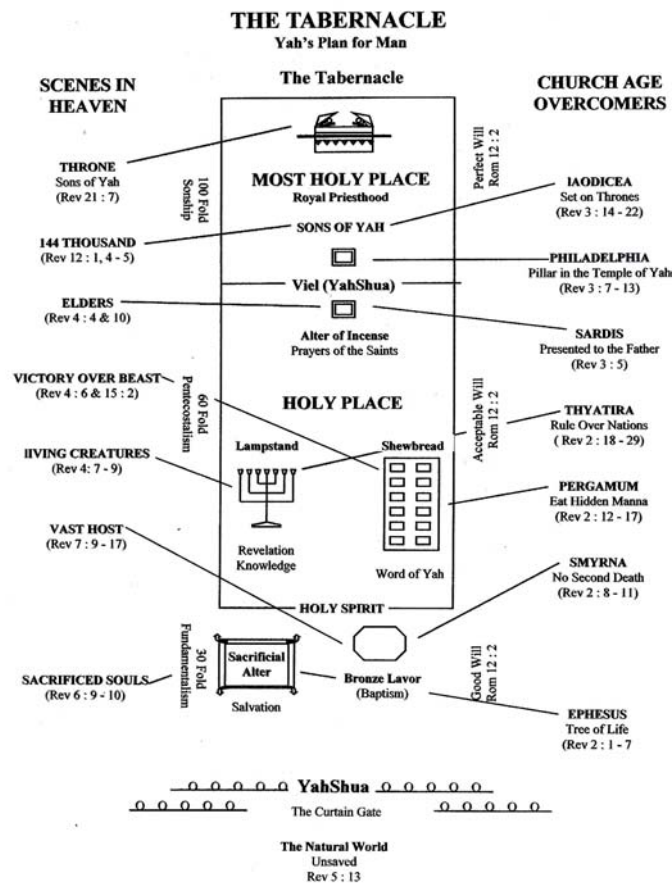 THE TABERNACLE
Yah's Plan for Man
The Tabernacle
SCENES IN
HEAVEN
CHURCH AGE
OVERCOMERS
THRONE
Sons of Yah
(Rev 21 : 7)
144 THOUSAND
(Rev 12 : 1, 4 - 5)
ELDERS
(Rev 4 : 4 & 10)
VICTORY OVER BEAST
(Rev 4 : 6 & 15 : 2)
IIVING CREATURES
(Rev 4: 7 - 9)
VAST HOST
(Rev 7 : 9 - 17)
SACRIFICED SOULS
(Rev 6 : 9 - 10)
100 Fold
Sonship
60 Fold
Pentecostalism
30 Fold
Fundamentalism
MOST HOLY PLACE
Royal Priesthood
SONS OF YAH
Viel (YahShua)
Alter of Incense
Prayers of the Saints
HOLY PLACE
Lampstand
Shewbread
Revelation
Knowledge
Word of Yah
HOLY SPIRIT
Sacrificial
Alter
Salvation
Bronze Lavor
(Baptism)
Perfect Will
Rom 12 : 2
Acceptable Will
Rom 12 : 2
Good Will
Rom 12 : 2
IAODICEA
Set on Thrones
(Rev 3 : 14 - 22)
PHILADELPHIA
Pillar in the Temple of Yah
(Rev 3 : 7 - 13)
SARDIS
Presented to the Father
(Rev 3 : 5)
THYATIRA
Rule Over Nations
( Rev 2 : 18 - 29)
PERGAMUM
Eat Hidden Manna
(Rev 2 : 12 - 17)
SMYRNA
No Second Death
(Rev 2 : 8 - 11)
EPHESUS
Tree of Life
(Rev 2 : 1 - 7
YahShua
The Curtain Gate
The Natural World
Unsaved
Rev 5 : 13